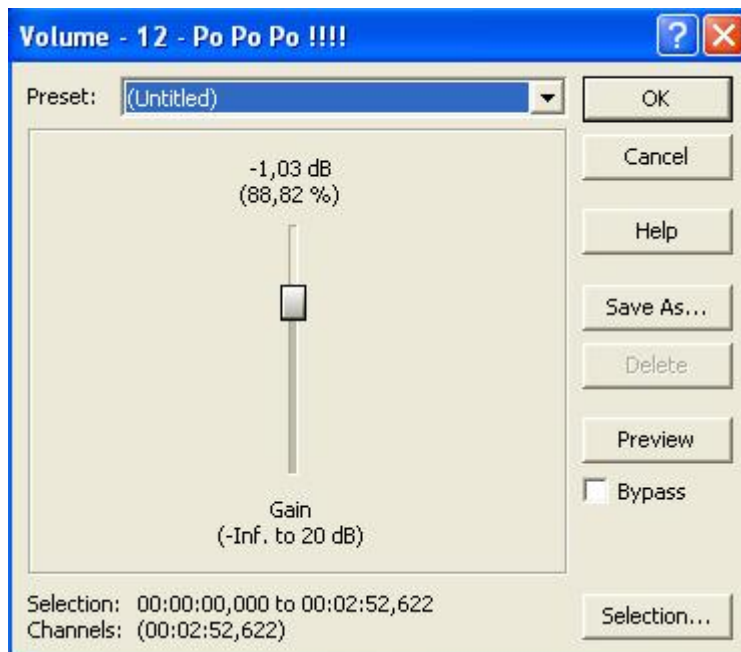 Volume - 12 - Po Po Po !!!!
Preset: (Untitled)
OK
-1,03 dB
(88,82 %)
Cancel
Help
Save As...
Delete
Preview
Bypass
Gain
(-Inf. to 20 dB)
Selection: 00:00:00,000 to 00:02:52,622
Channels: (00:02:52,622)
Selection...